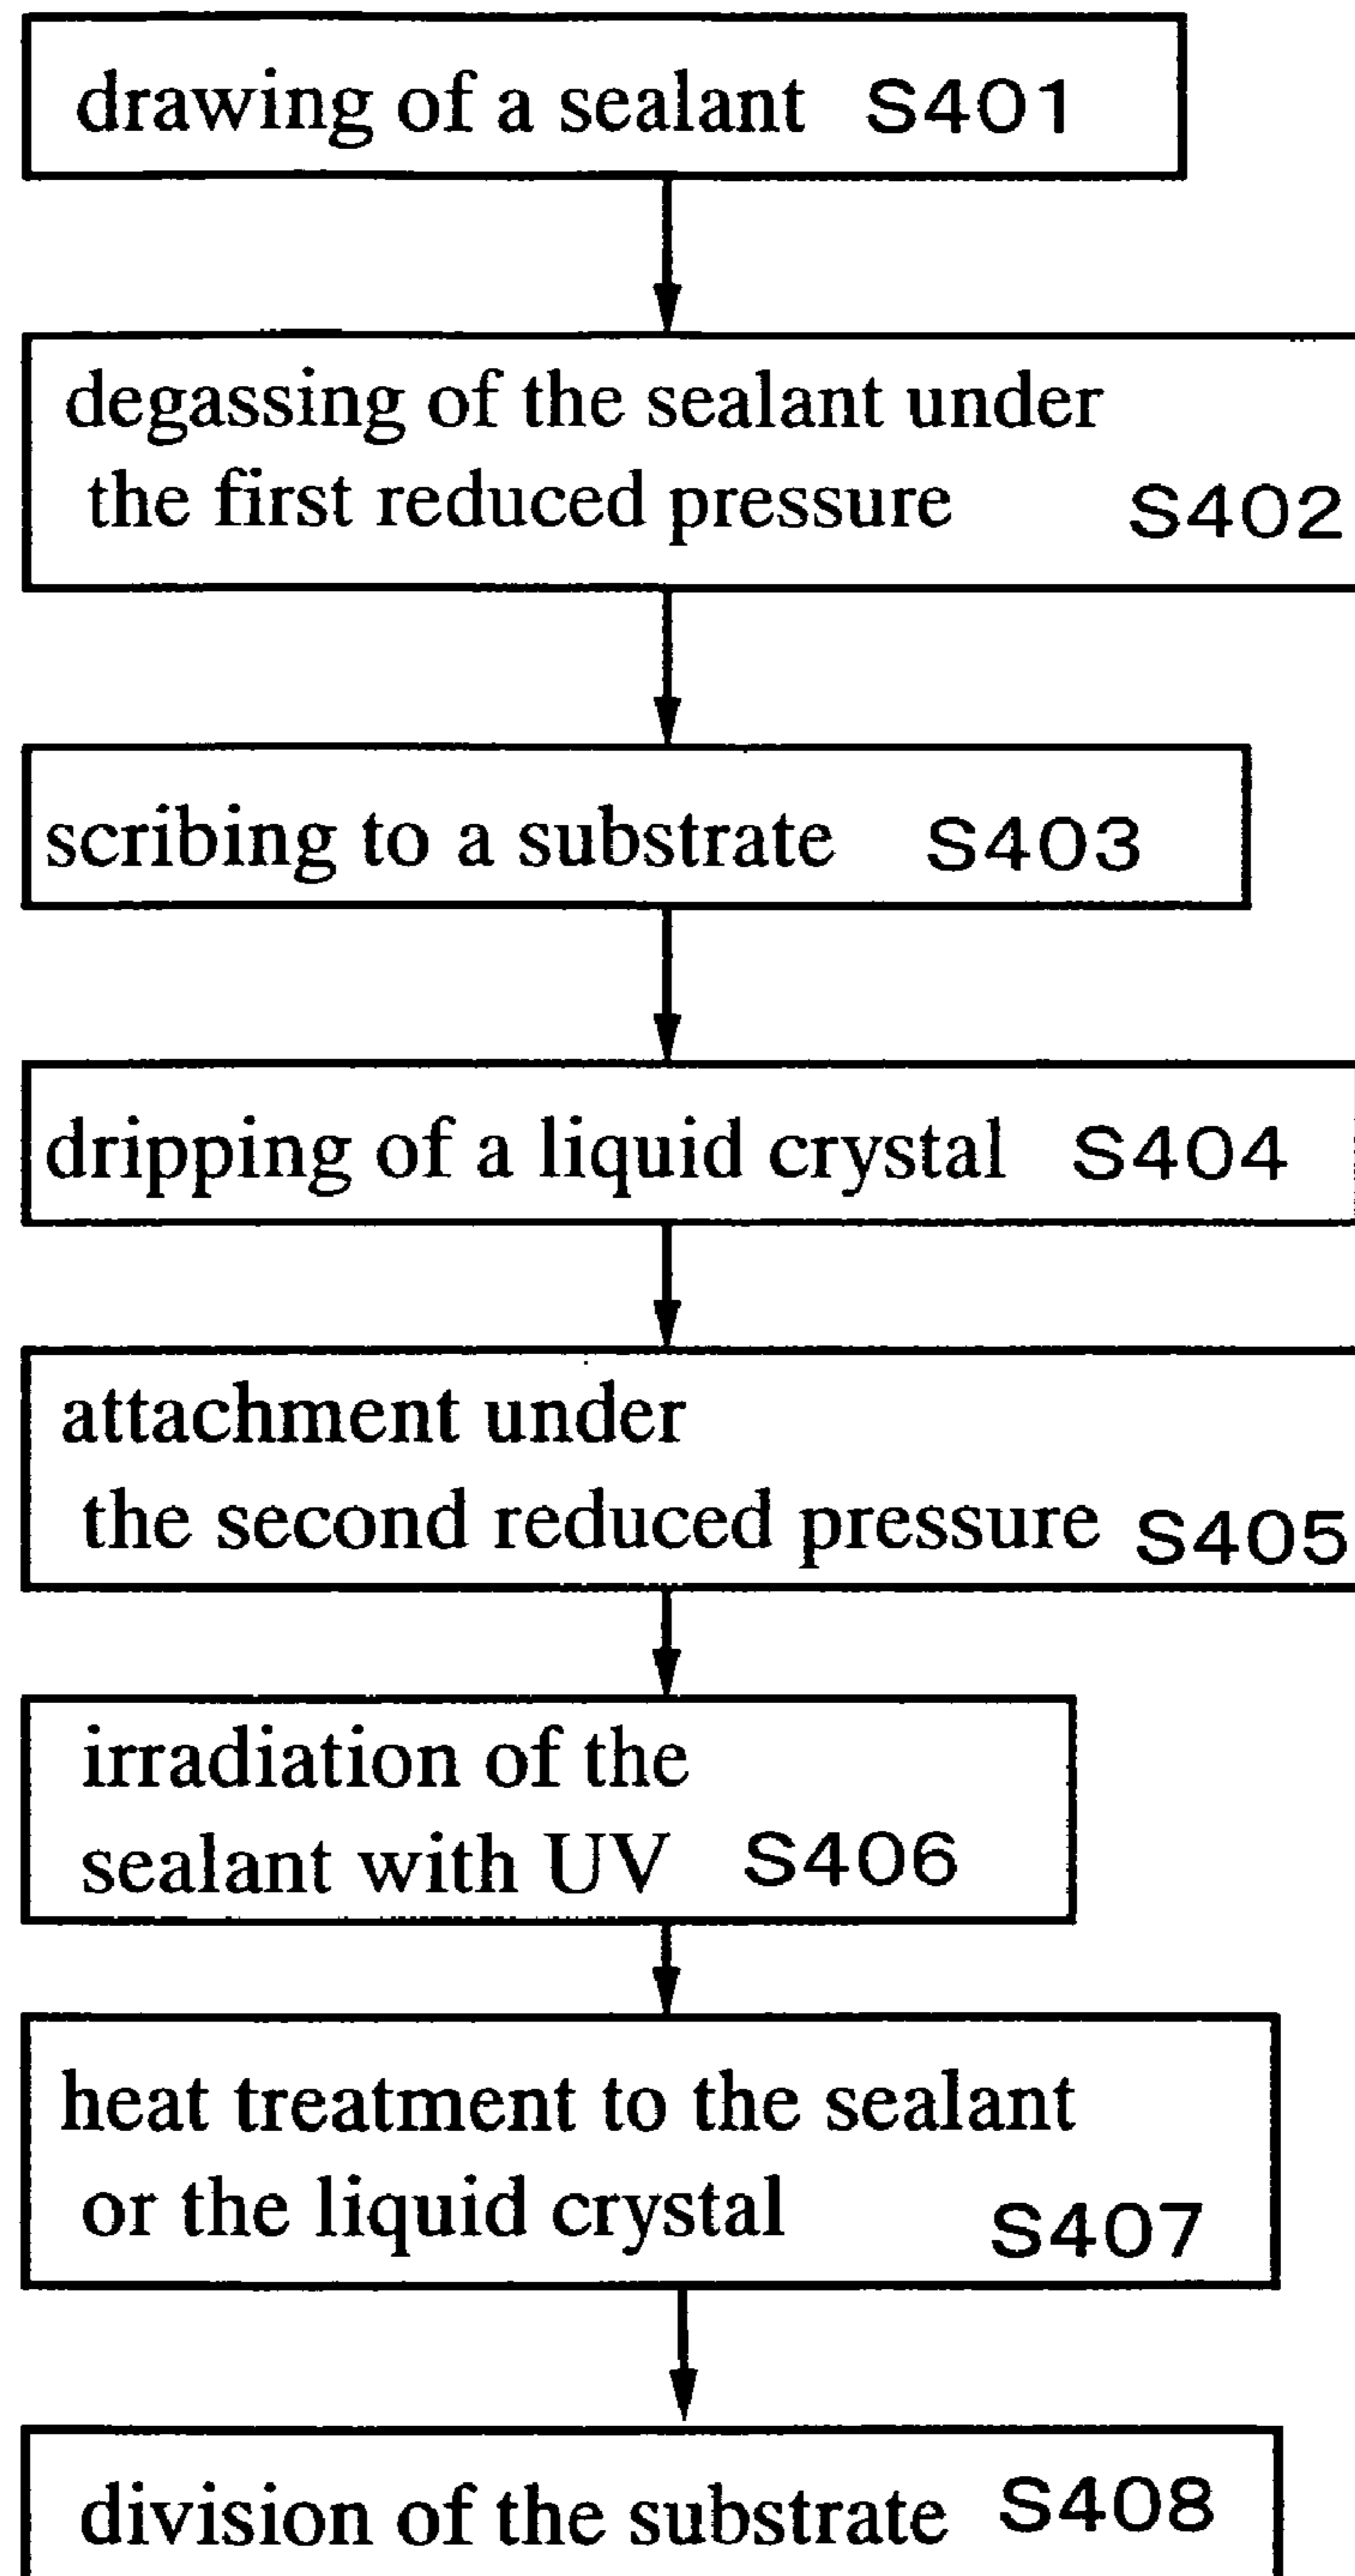 drawing of a sealant S401
degassing of the sealant under
the first reduced pressure S402
scribing to a substrate S403
dripping of a liquid crystal S404
attachment under
the second reduced pressure S405
irradiation of the
sealant with UV S406
heat treatment to the sealant
or the liquid crystal S407
division of the substrate S408